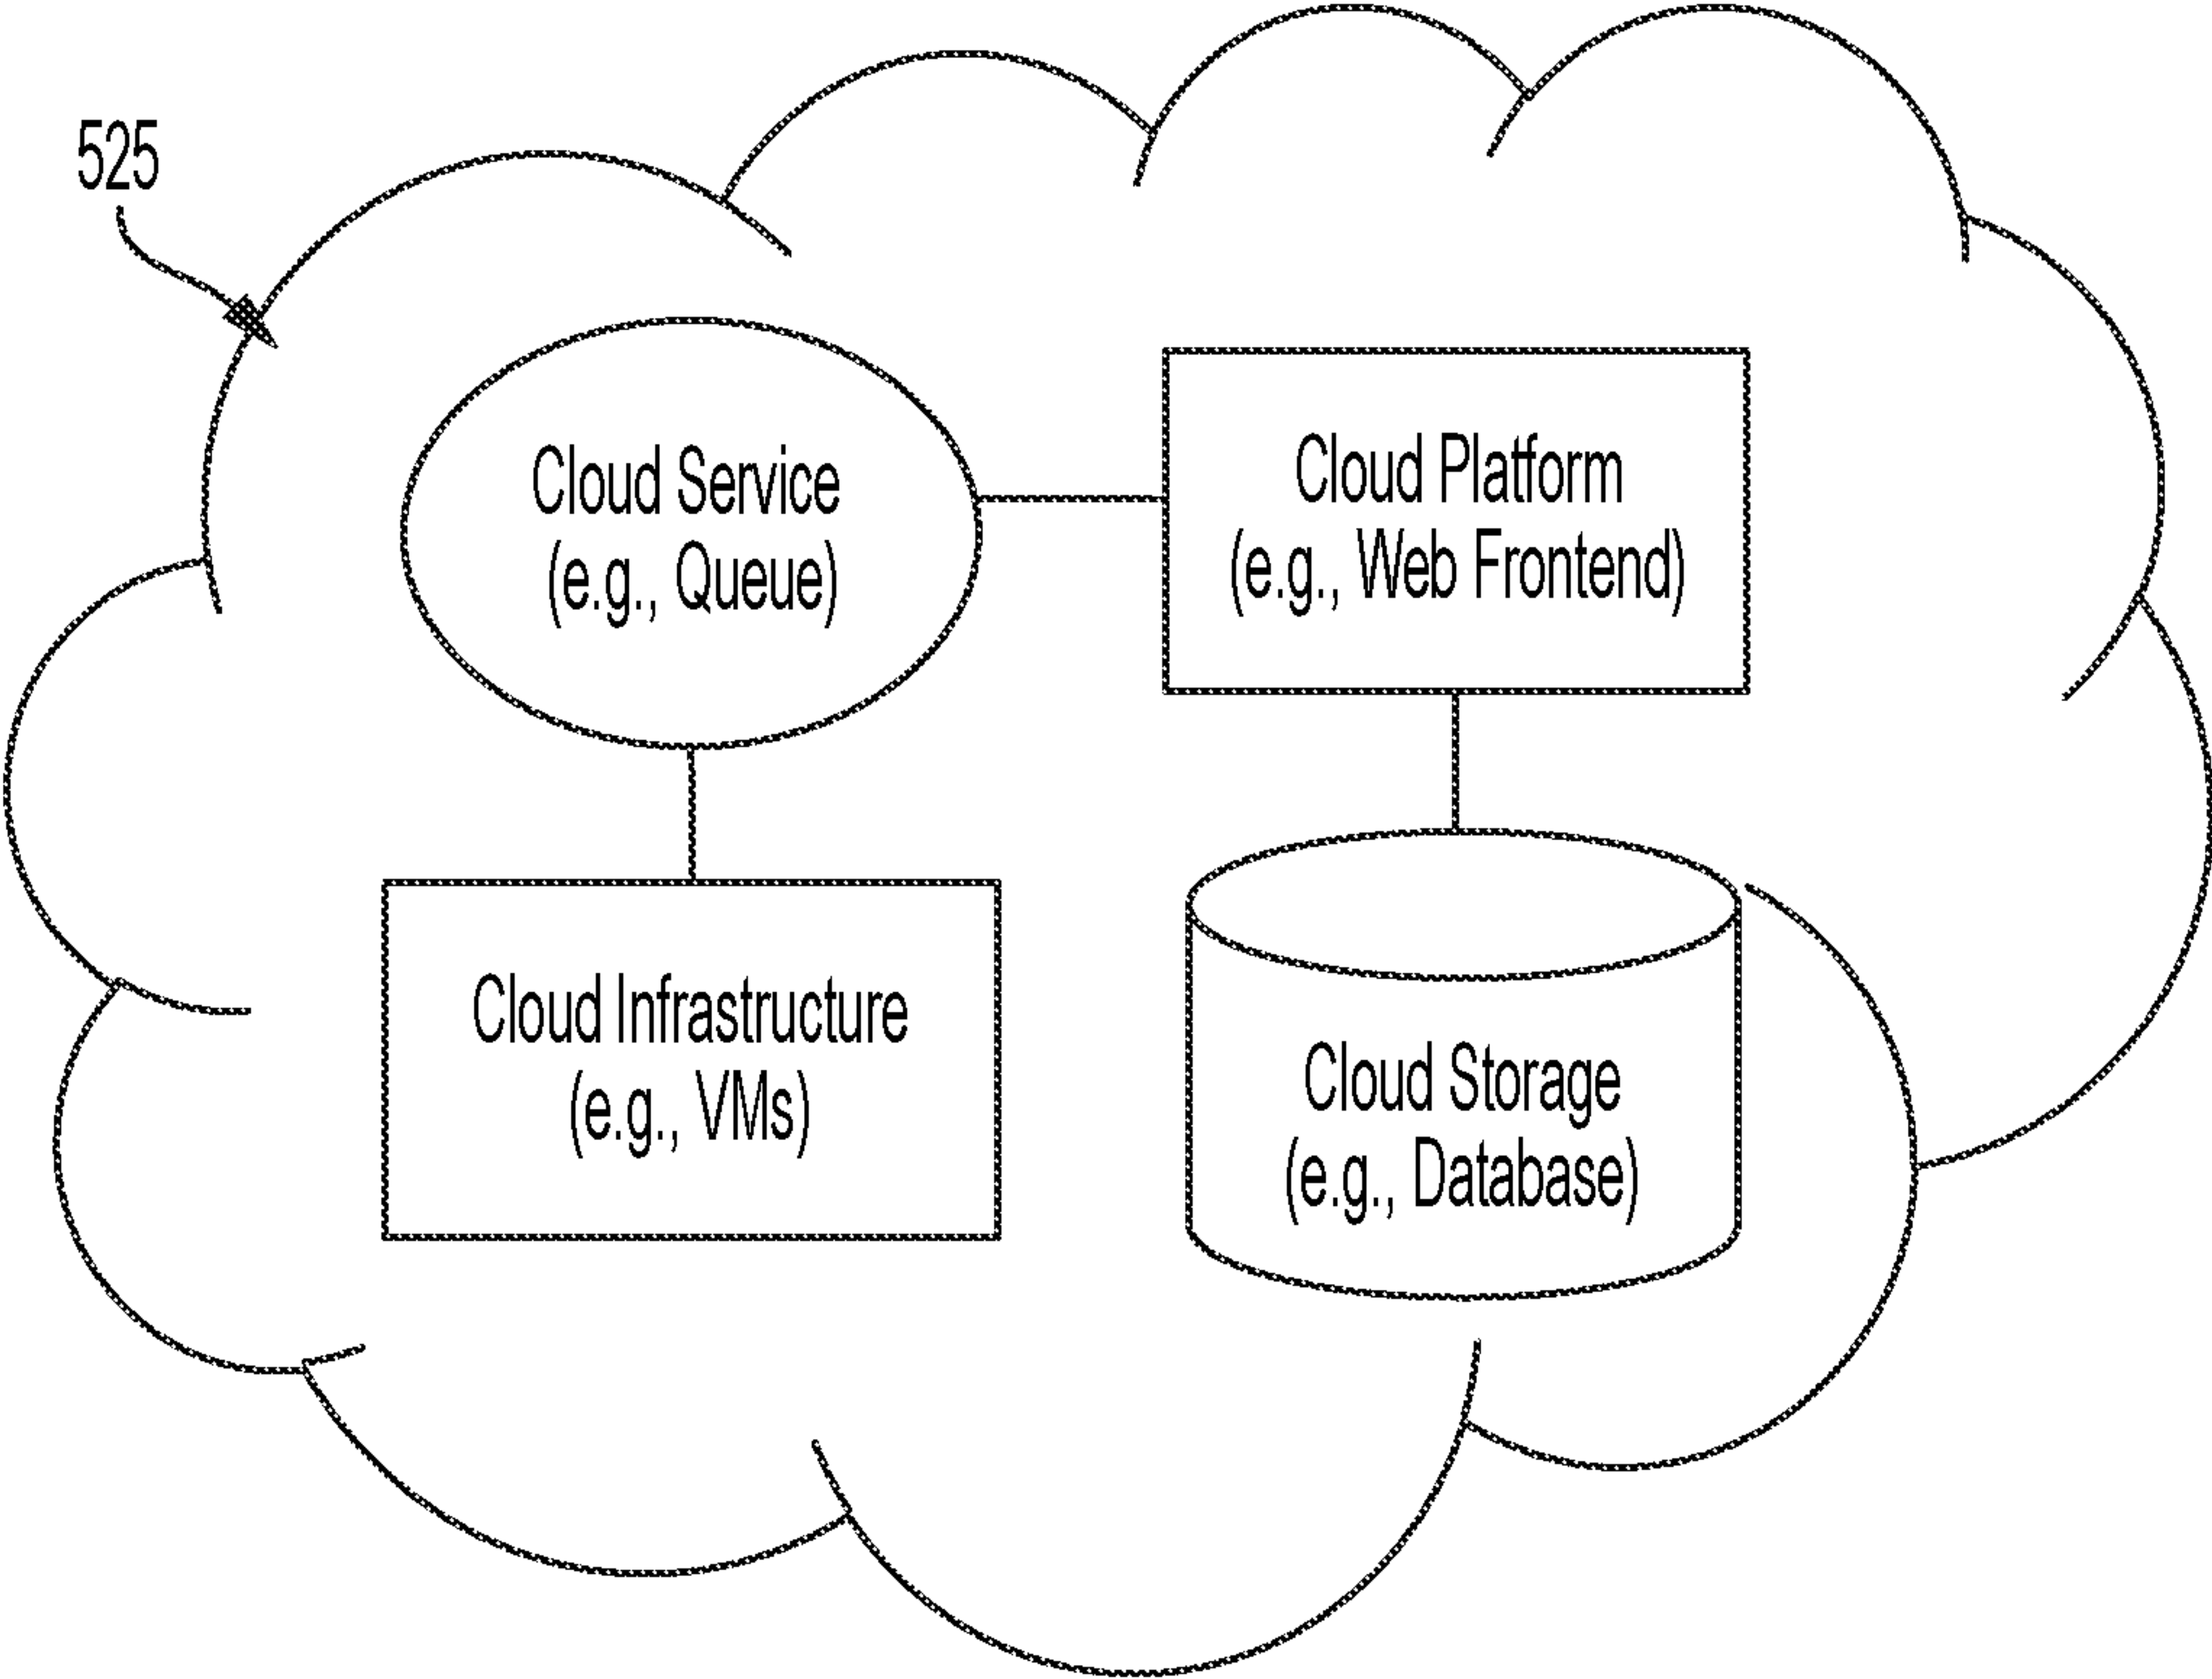 525
Cloud Service
(e.g., Queue)
Cloud Platform
(e.g., Web Frontend)
Cloud Infrastructure
(e.g., VMs)
Cloud Storage
(e.g., Database)